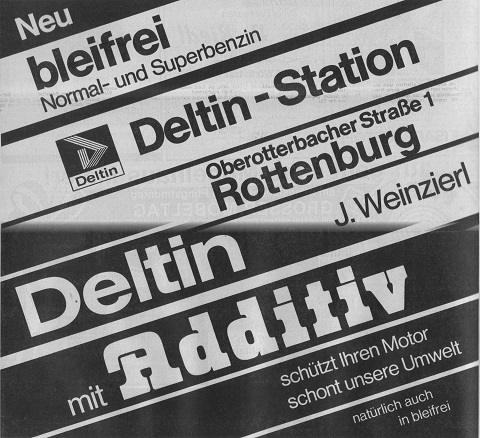 Neu
bleifrei
Normal- und Superbenzin
Deltin
Deltin-Station
Oberotterbacher Straße 1
Rottenburg
J. Weinzierl
Deltin
mit Additiv
schützt Ihren Motor
schont unsere Umwelt
natürlich auch
in bleifrei